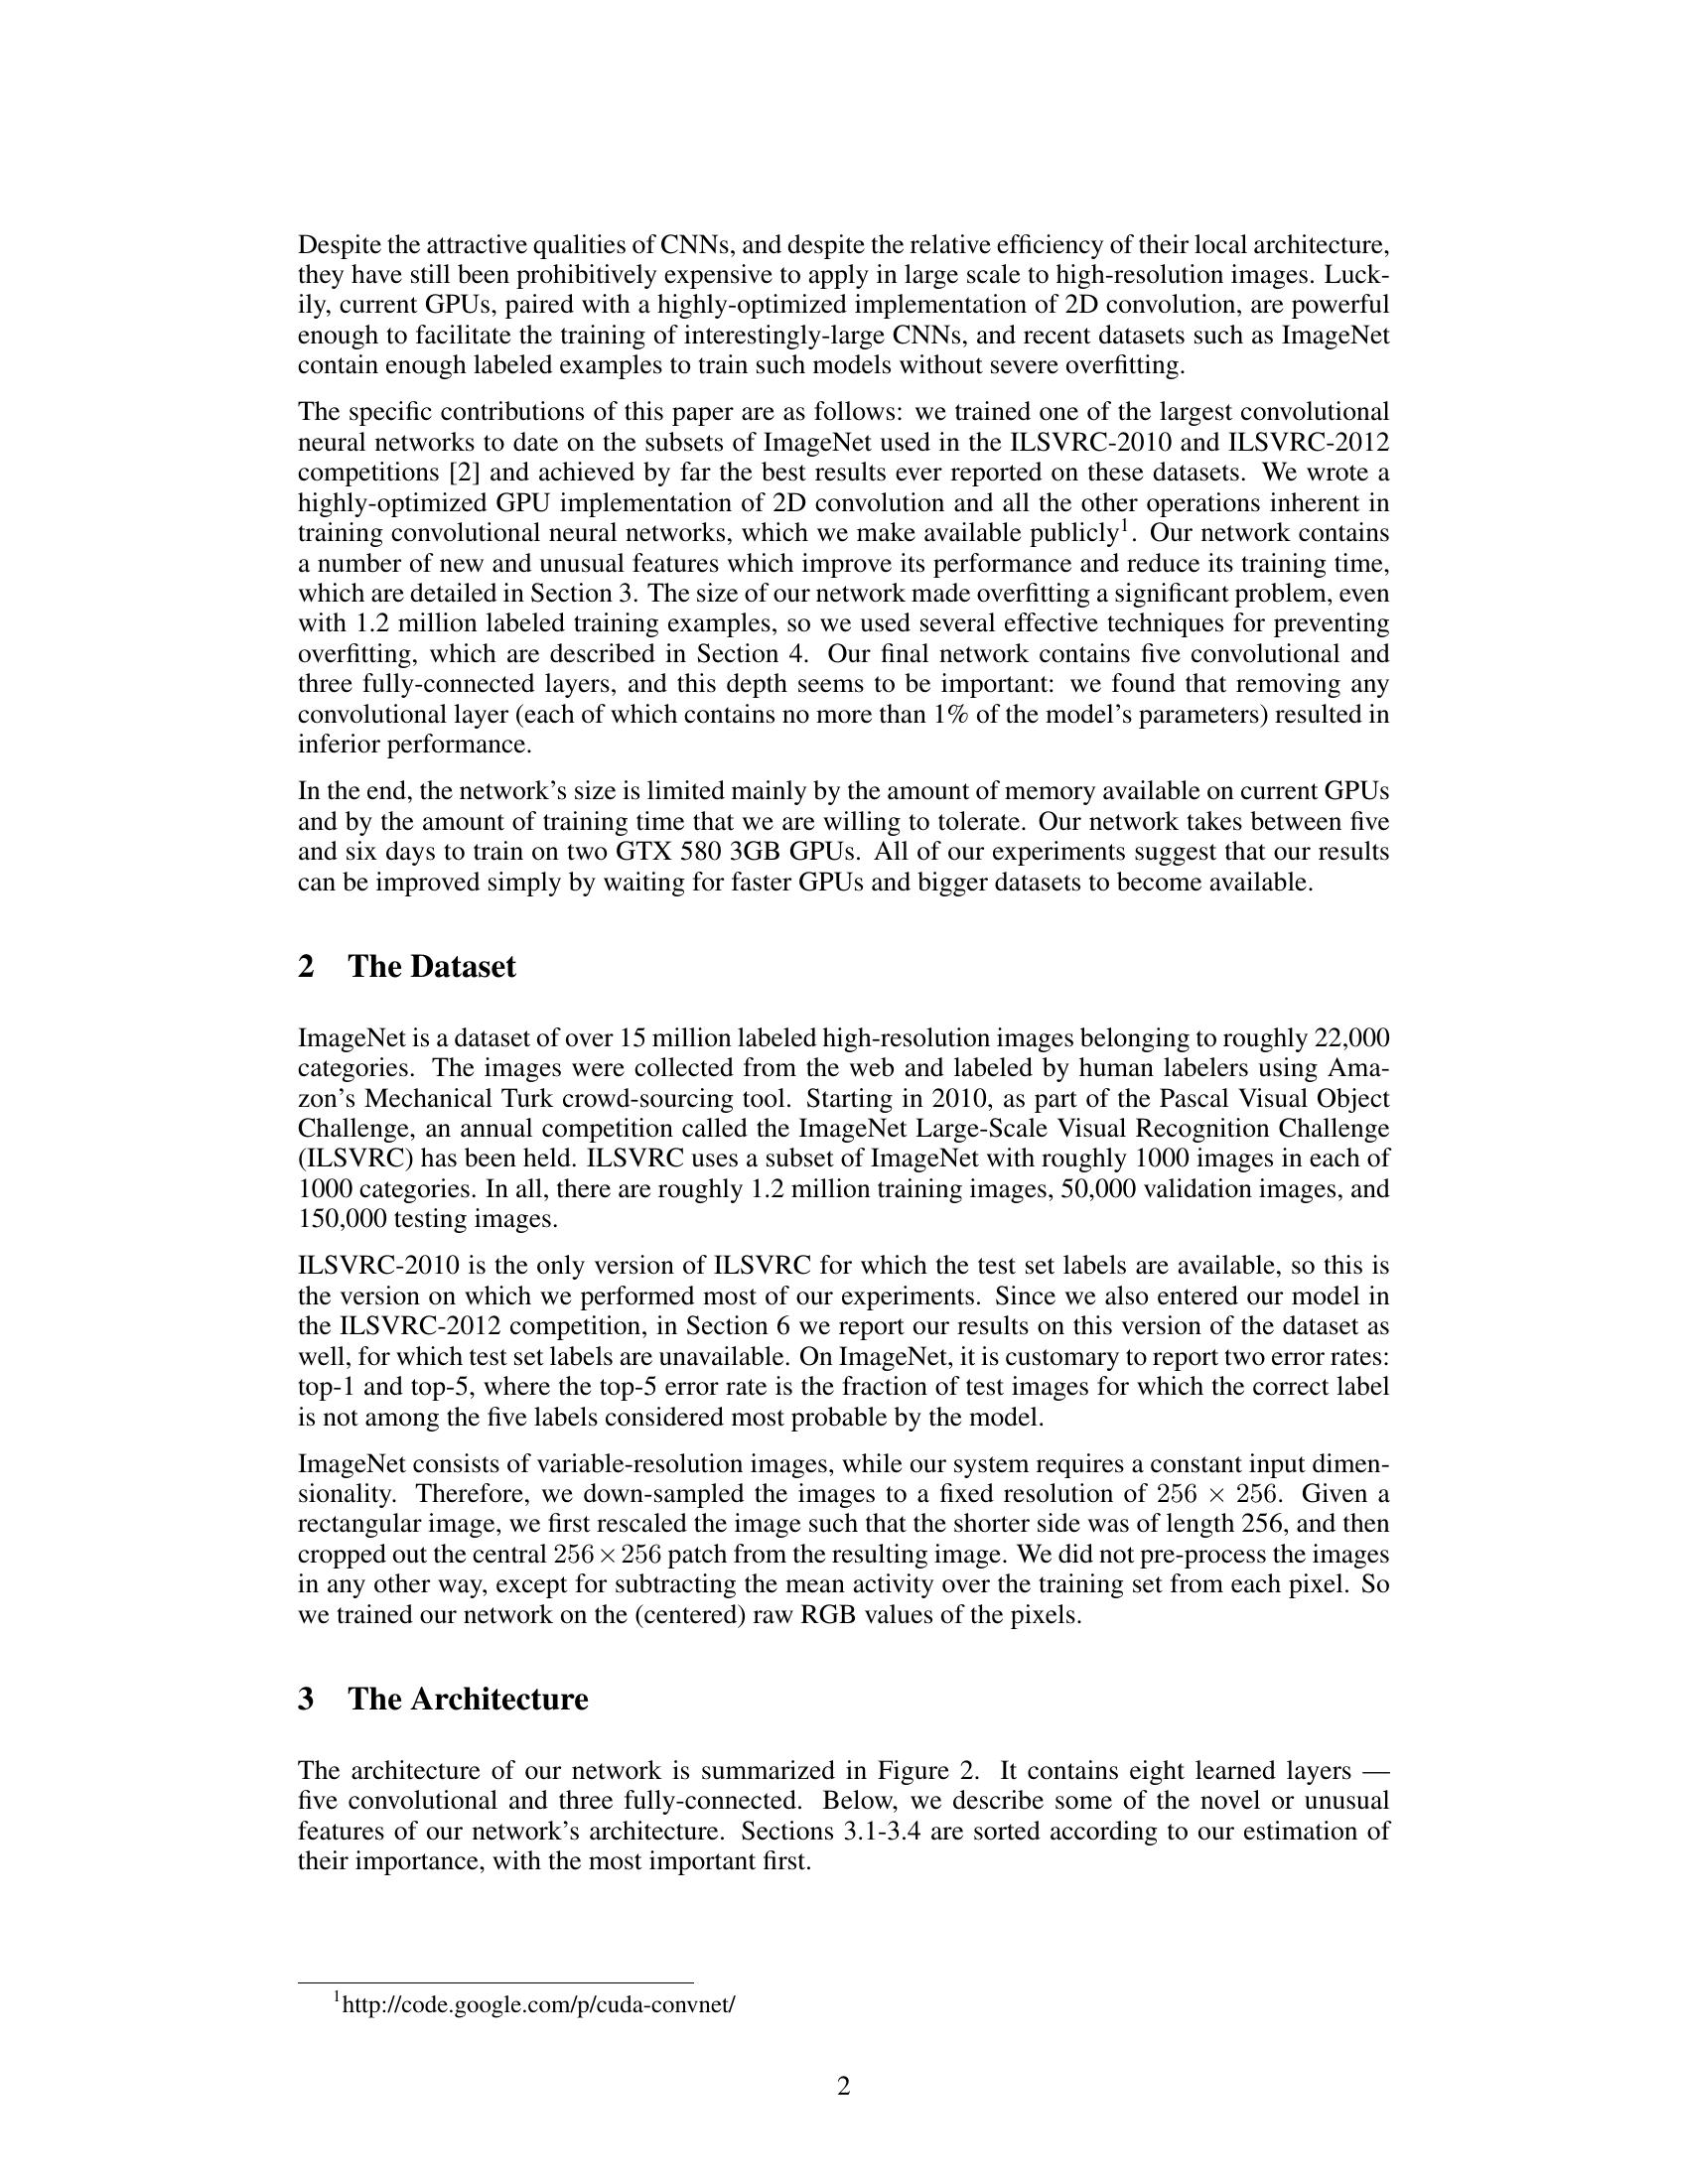 Despite the attractive qualities of CNNs, and despite the relative efficiency of their local architecture,
they have still been prohibitively expensive to apply in large scale to high-resolution images. Luck-
ily, current GPUs, paired with a highly-optimized implementation of 2D convolution, are powerful
enough to facilitate the training of interestingly-large CNNs, and recent datasets such as ImageNet
contain enough labeled examples to train such models without severe overfitting.
The specific contributions of this paper are as follows: we trained one of the largest convolutional
neural networks to date on the subsets of ImageNet used in the ILSVRC-2010 and ILSVRC-2012
competitions [2] and achieved by far the best results ever reported on these datasets. We wrote a
highly-optimized GPU implementation of 2D convolution and all the other operations inherent in
training convolutional neural networks, which we make available publicly¹. Our network contains
a number of new and unusual features which improve its performance and reduce its training time,
which are detailed in Section 3. The size of our network made overfitting a significant problem, even
with 1.2 million labeled training examples, so we used several effective techniques for preventing
overfitting, which are described in Section 4. Our final network contains five convolutional and
three fully-connected layers, and this depth seems to be important: we found that removing any
convolutional layer (each of which contains no more than 1% of the model's parameters) resulted in
inferior performance.
In the end, the network's size is limited mainly by the amount of memory available on current GPUs
and by the amount of training time that we are willing to tolerate. Our network takes between five
and six days to train on two GTX 580 3GB GPUs. All of our experiments suggest that our results
can be improved simply by waiting for faster GPUs and bigger datasets to become available.
2 The Dataset
ImageNet is a dataset of over 15 million labeled high-resolution images belonging to roughly 22,000
categories. The images were collected from the web and labeled by human labelers using Ama-
zon's Mechanical Turk crowd-sourcing tool. Starting in 2010, as part of the Pascal Visual Object
Challenge, an annual competition called the ImageNet Large-Scale Visual Recognition Challenge
(ILSVRC) has been held. ILSVRC uses a subset of ImageNet with roughly 1000 images in each of
1000 categories. In all, there are roughly 1.2 million training images, 50,000 validation images, and
150,000 testing images.
ILSVRC-2010 is the only version of ILSVRC for which the test set labels are available, so this is
the version on which we performed most of our experiments. Since we also entered our model in
the ILSVRC-2012 competition, in Section 6 we report our results on this version of the dataset as
well, for which test set labels are unavailable. On ImageNet, it is customary to report two error rates:
top-1 and top-5, where the top-5 error rate is the fraction of test images for which the correct label
is not among the five labels considered most probable by the model.
ImageNet consists of variable-resolution images, while our system requires a constant input dimen-
sionality. Therefore, we down-sampled the images to a fixed resolution of 256 × 256. Given a
rectangular image, we first rescaled the image such that the shorter side was of length 256, and then
cropped out the central 256×256 patch from the resulting image. We did not pre-process the images
in any other way, except for subtracting the mean activity over the training set from each pixel. So
we trained our network on the (centered) raw RGB values of the pixels.
3 The Architecture
The architecture of our network is summarized in Figure 2. It contains eight learned layers —
five convolutional and three fully-connected. Below, we describe some of the novel or unusual
features of our network's architecture. Sections 3.1-3.4 are sorted according to our estimation of
their importance, with the most important first.
¹http://code.google.com/p/cuda-convnet/
2